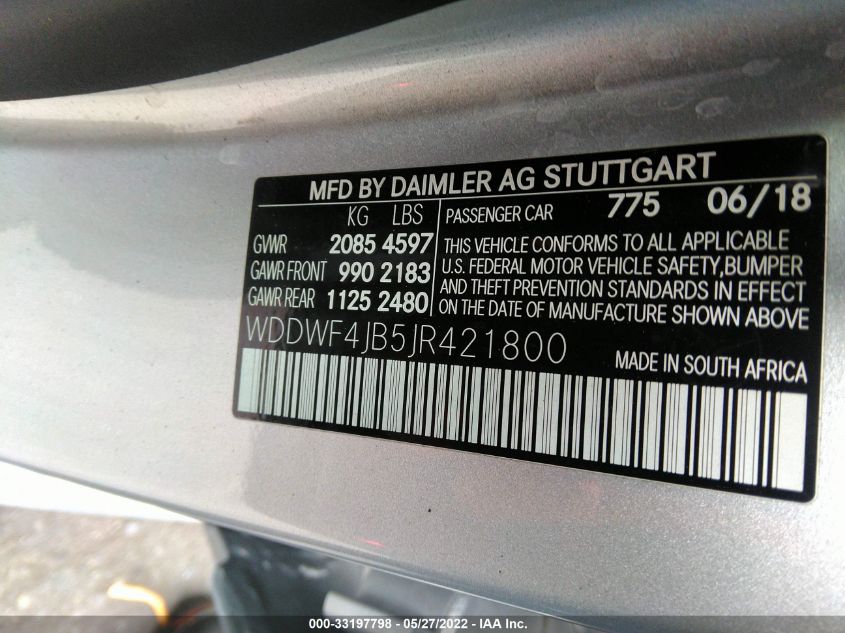 MFD BY DAIMLER AG STUTTGART
KG LBS
GVWR 2085 4597
GAWR FRONT 990 2183
GAWR REAR 1125 2480
PASSENGER CAR 775 06/18
THIS VEHICLE CONFORMS TO ALL APPLICABLE
U.S. FEDERAL MOTOR VEHICLE SAFETY,BUMPER
AND THEFT PREVENTION STANDARDS IN EFFECT
ON THE DATE OF MANUFACTURE SHOWN ABOVE
WDDWF4JB5JR421800
MADE IN SOUTH AFRICA
000-33197798 - 05/27/2022 - IAA Inc.